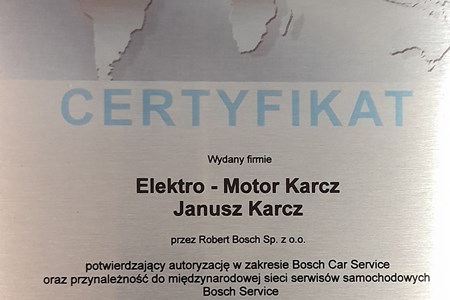 CERTYFIKAT
Wydany firmie
Elektro - Motor Karcz
Janusz Karcz
przez Robert Bosch Sp. z o.o.
potwierdzający autoryzację w zakresie Bosch Car Service
oraz przynależność do międzynarodowej sieci serwisów samochodowych
Bosch Service